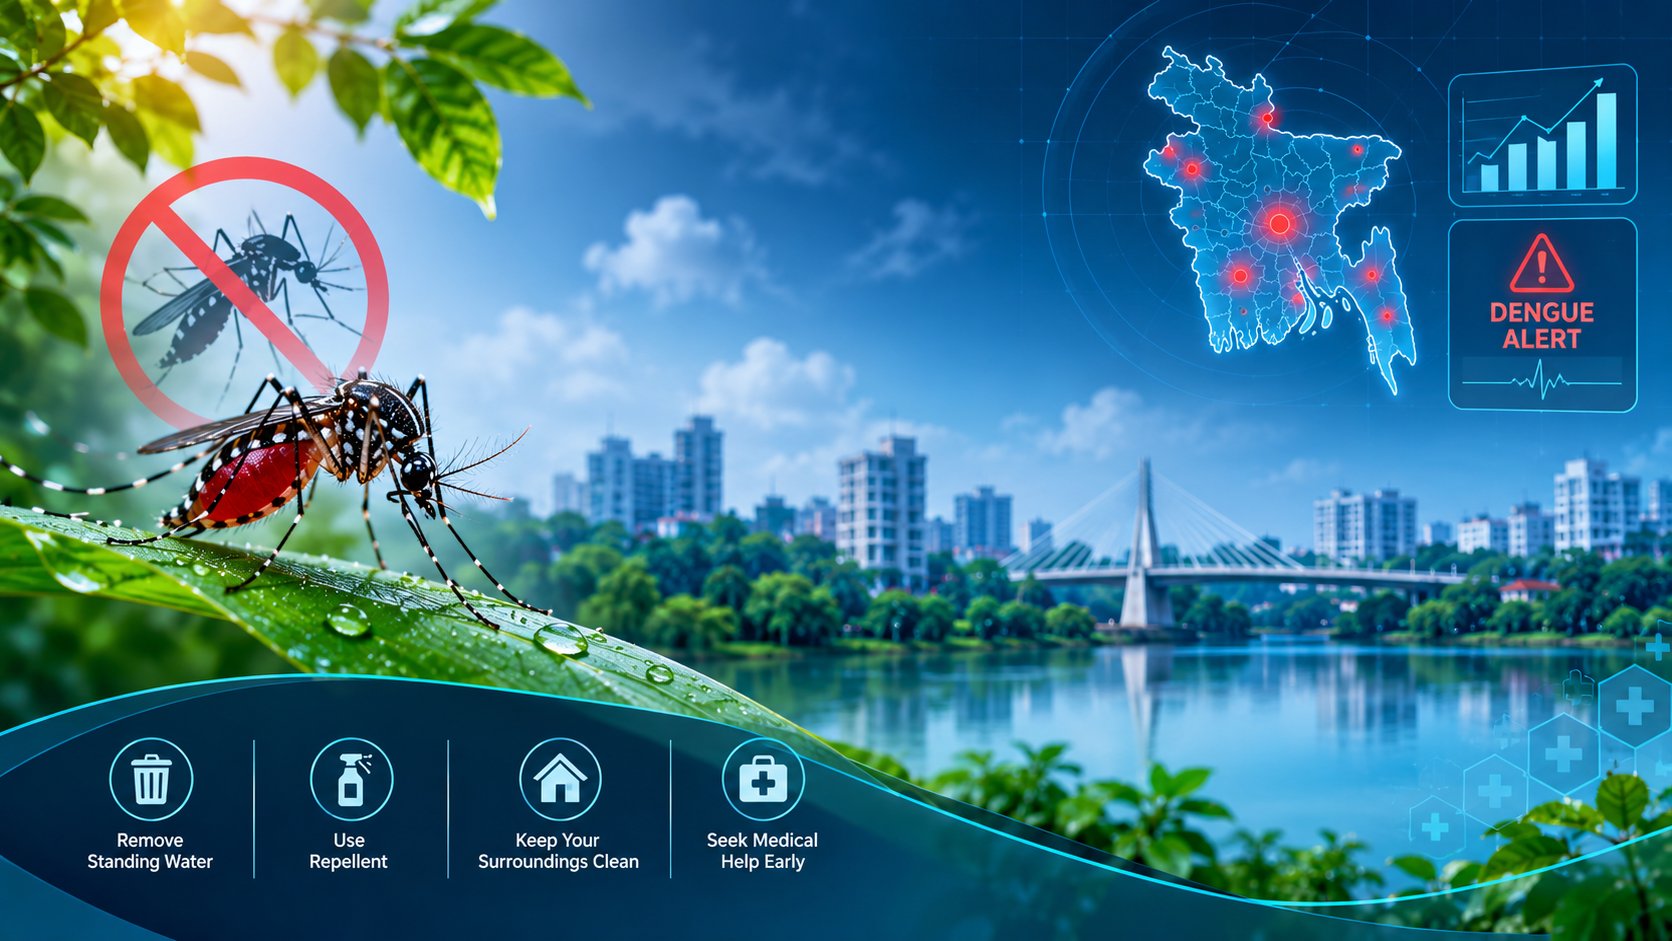 DENGUE
ALERT
Remove
Standing Water
Use
Repellent
Keep Your
Surroundings Clean
Seek Medical
Help Early